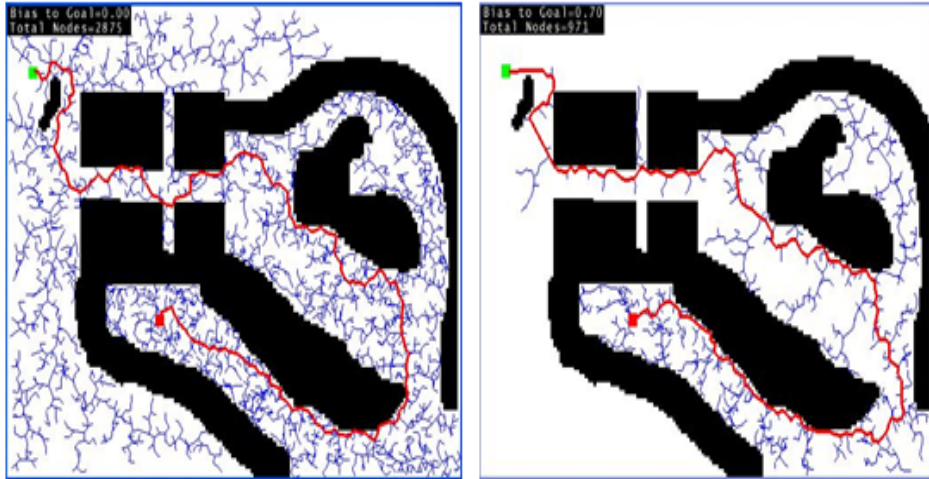 Bias to Goal=0.00
Total Nodes=2875
Bias to Goal=0.70
Total Nodes=971